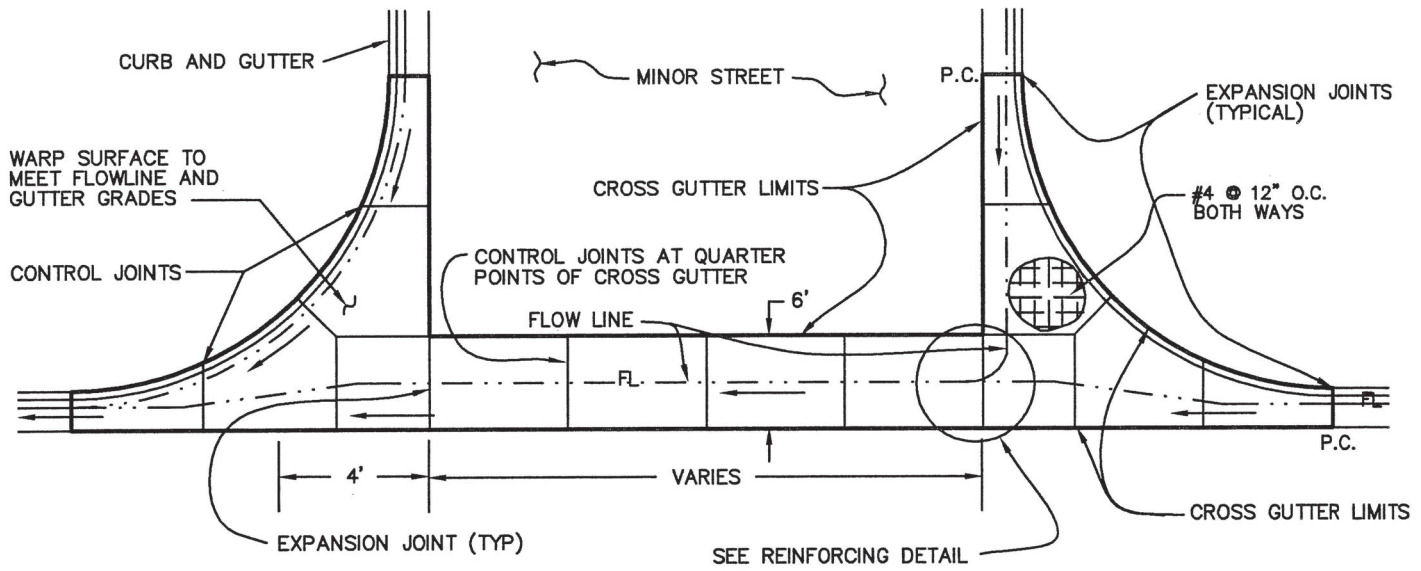 CURB AND GUTTER
MINOR STREET
P.C.
EXPANSION JOINTS
(TYPICAL)
WARP SURFACE TO
MEET FLOWLINE AND
GUTTER GRADES
CROSS GUTTER LIMITS
#4 @ 12" O.C.
BOTH WAYS
CONTROL JOINTS
CONTROL JOINTS AT QUARTER
POINTS OF CROSS GUTTER
6'
FLOW LINE
FL
FL
P.C.
4'
VARIES
CROSS GUTTER LIMITS
EXPANSION JOINT (TYP)
SEE REINFORCING DETAIL